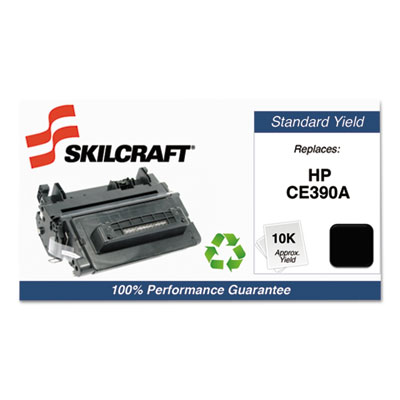 SKILCRAFT®
Standard Yield
Replaces:
HP
CE390A
10K
Approx.
Yield
100% Performance Guarantee